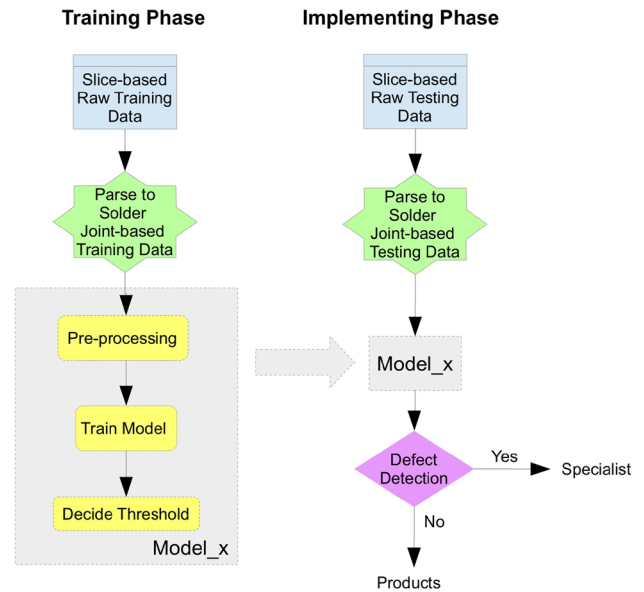 Training Phase
Slice-based
Raw Training
Data
Parse to
Solder
Joint-based
Training Data
Pre-processing
Train Model
Decide Threshold
Model_x
Implementing Phase
Slice-based
Raw Testing
Data
Parse to
Solder
Joint-based
Testing Data
Model_x
Defect
Detection
Yes
Specialist
No
Products